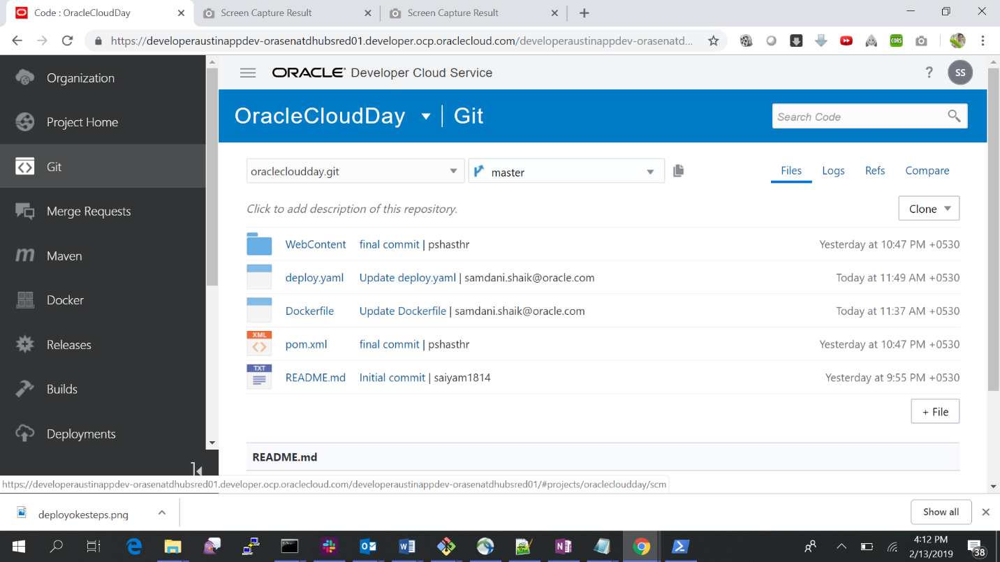 Code : OracleCloudDay
Screen Capture Result
Screen Capture Result
https://developeraustinappdev-orasenatdhubsred01.developer.ocp.oraclecloud.com/developeraustinappdev-orasenatd...
CORS
Organization
Project Home
Git
Merge Requests
Maven
Docker
Releases
Builds
Deployments
ORACLE Developer Cloud Service
?
SS
OracleCloudDay
Git
Search Code
oraclecloudday.git
master
Files
Logs
Refs
Compare
Click to add description of this repository.
Clone
WebContent final commit | pshasthr Yesterday at 10:47 PM +0530
deploy.yaml Update deploy.yaml | samdani.shaik@oracle.com Today at 11:49 AM +0530
Dockerfile Update Dockerfile | samdani.shaik@oracle.com Today at 11:37 AM +0530
XML
pom.xml final commit | pshasthr Yesterday at 10:47 PM +0530
TXT
README.md Initial commit | saiyam1814 Yesterday at 9:55 PM +0530
+ File
README.md
https://developeraustinappdev-orasenatdhubsred01.developer.ocp.oraclecloud.com/developeraustinappdev-orasenatdhubsred01/#projects/oraclecloudday/scm
deployokesteps.png
Show all
4:12 PM
2/13/2019
38